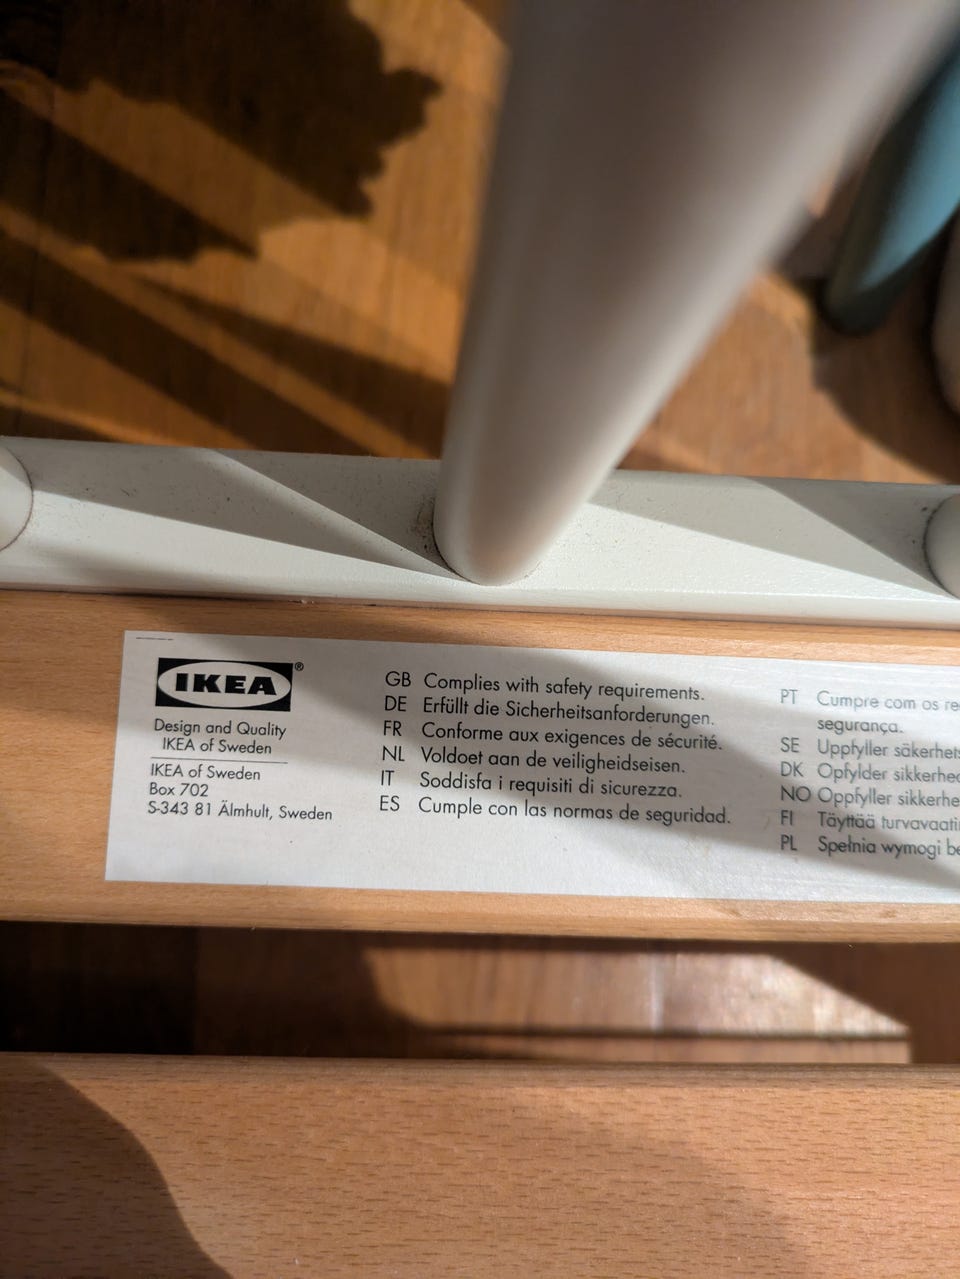 IKEA®
Design and Quality
IKEA of Sweden
IKEA of Sweden
Box 702
S-343 81 Älmhult, Sweden
GB Complies with safety requirements.
DE Erfüllt die Sicherheitsanforderungen.
FR Conforme aux exigences de sécurité.
NL Voldoet aan de veiligheidseisen.
IT Soddisfa i requisiti di sicurezza.
ES Cumple con las normas de seguridad.
PT Cumpre com os
segurança.
SE Uppfyller
DK Opfylder
NO Oppfyller
FI Täyttää
PL Spełnia wymogi